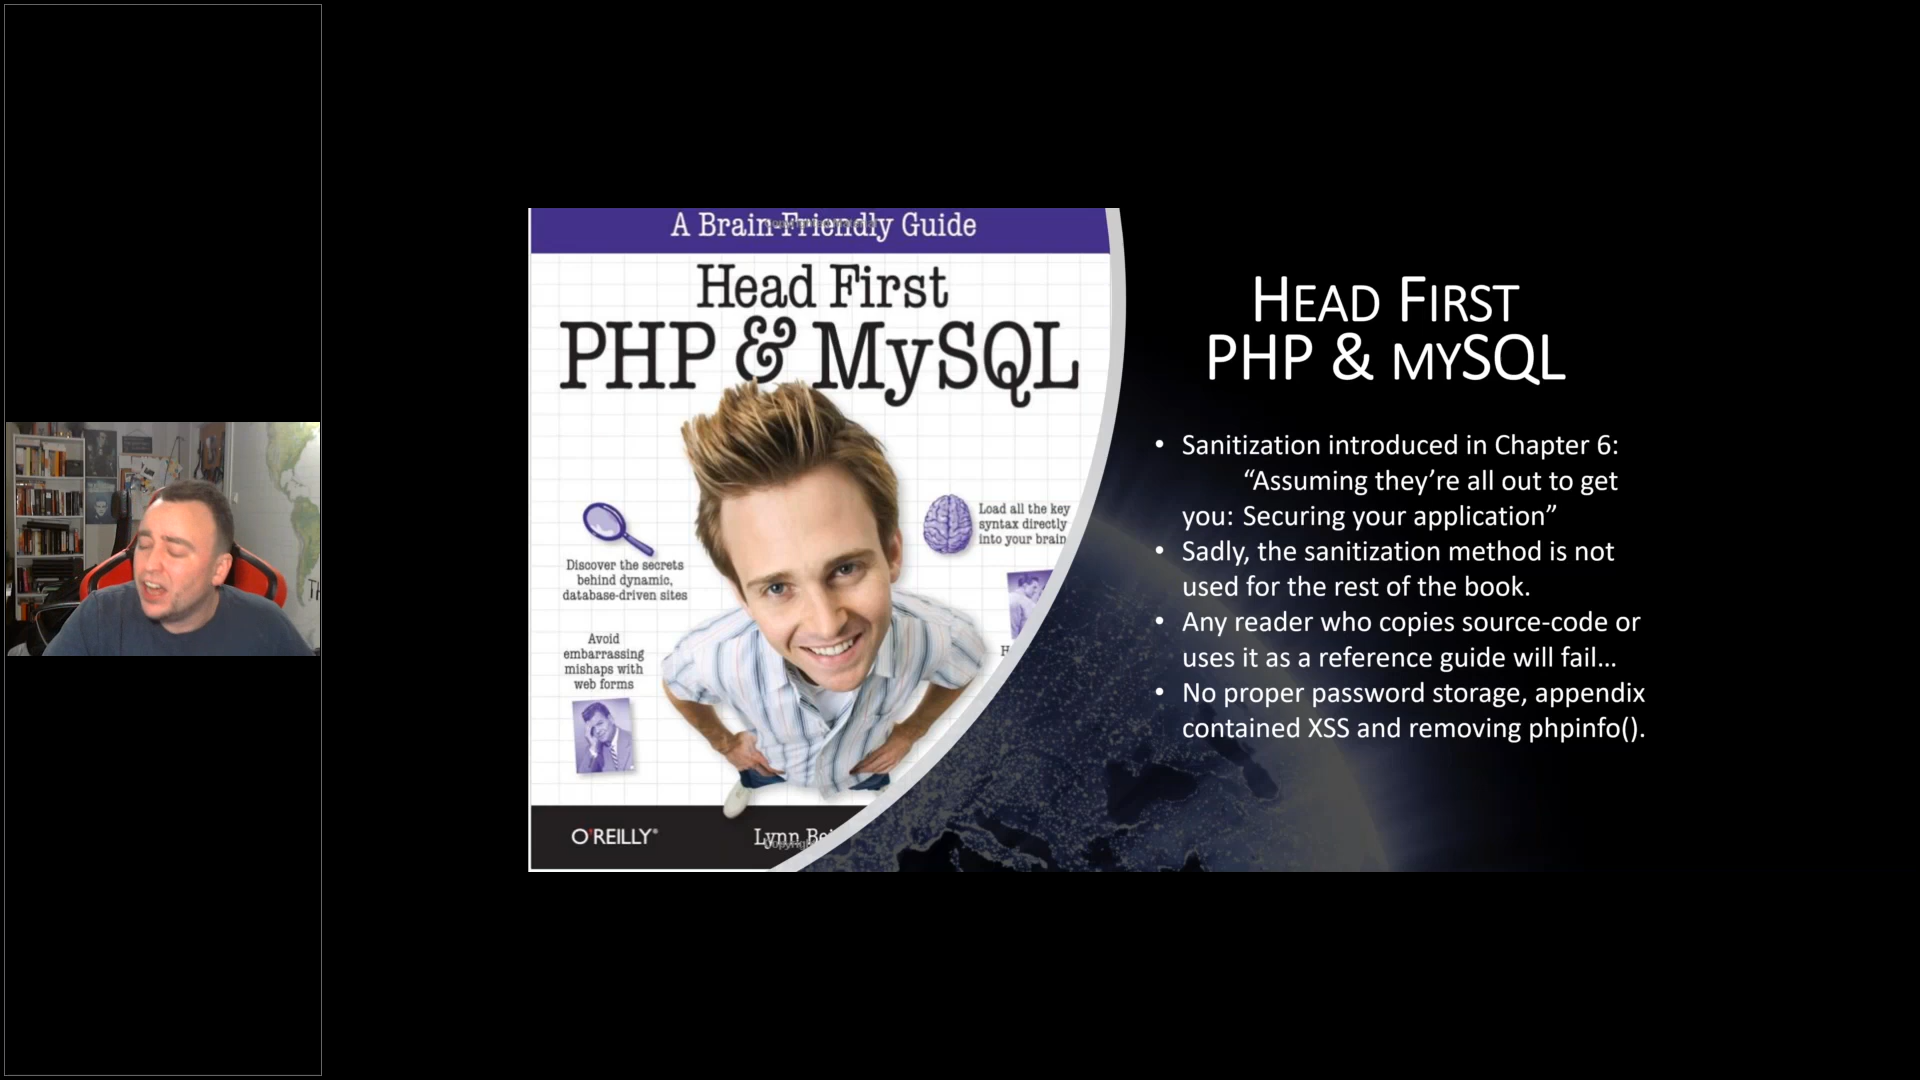 A Brain-Friendly Guide
Head First
PHP & MySQL
Discover the secrets
behind dynamic,
database-driven sites
Load all the key
syntax directly
into your brain
Avoid
embarrassing
mishaps with
web forms
H
O'REILLY®
Lynn Be
HEAD FIRST
PHP & MYSQL
• Sanitization introduced in Chapter 6:
“Assuming they’re all out to get
you: Securing your application”
• Sadly, the sanitization method is not
used for the rest of the book.
• Any reader who copies source-code or
uses it as a reference guide will fail…
• No proper password storage, appendix
contained XSS and removing phpinfo().